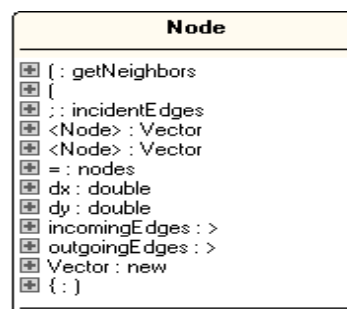 Node
( : getNeighbors
(
; : incidentEdges
<Node> : Vector
<Node> : Vector
= : nodes
dx : double
dy : double
incomingEdges : >
outgoingEdges : >
Vector : new
{ : )